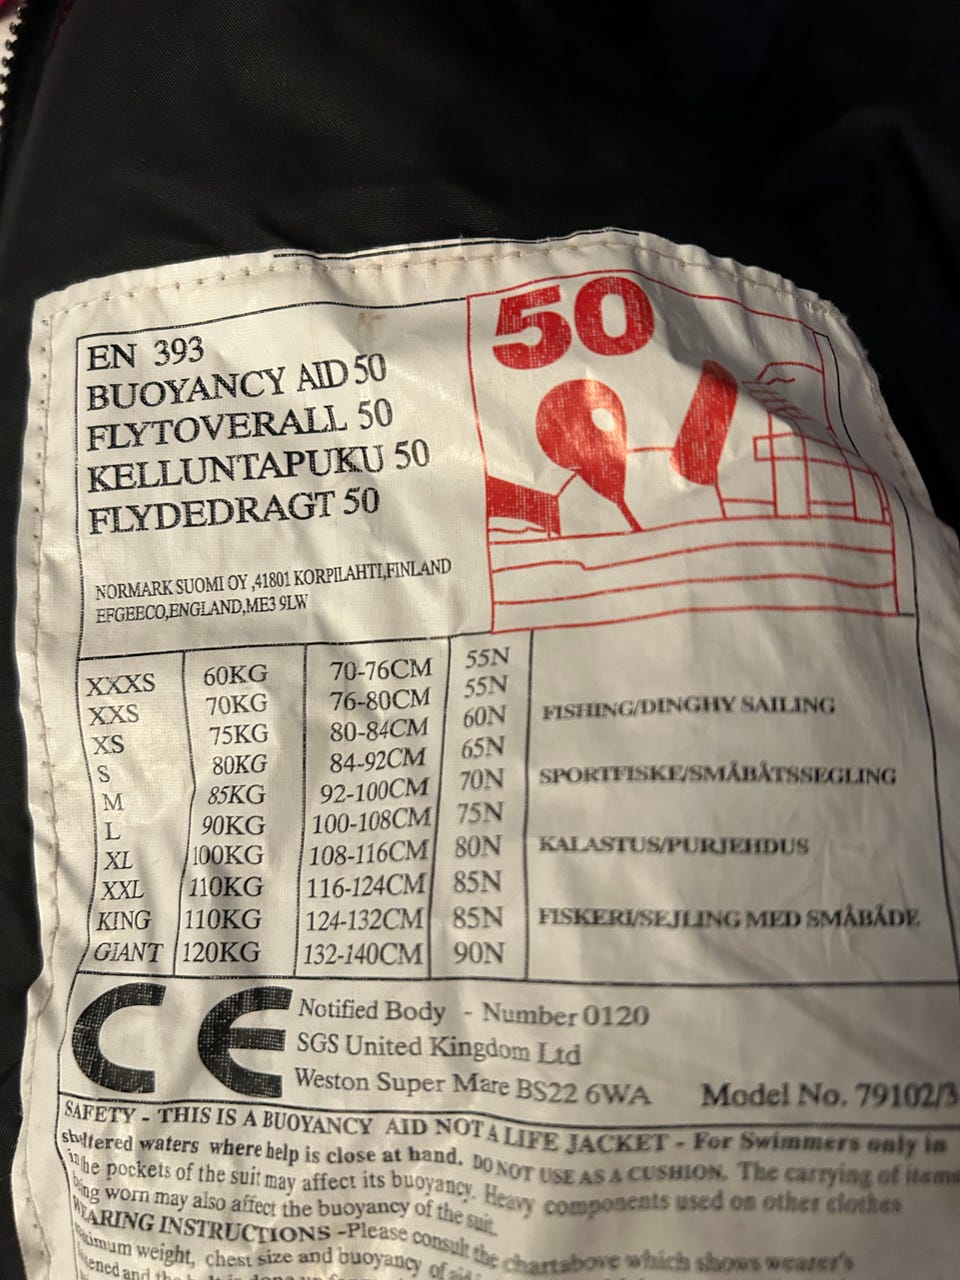 50
EN 393
BUOYANCY AID 50
FLYTOVERALL 50
KELLUNTAPUKU 50
FLYDEDRAGT 50
NORMARK SUOMI OY ,41801 KORPILAHTI,FINLAND
EFGEECO,ENGLAND,ME3 9LW
XXXS 60KG 70-76CM 55N
XXS 70KG 76-80CM 55N
XS 75KG 80-84CM 60N
S 80KG 84-92CM 65N
M 85KG 92-100CM 70N
L 90KG 100-108CM 75N
XL 100KG 108-116CM 80N
XXL 110KG 116-124CM 85N
KING 110KG 124-132CM 85N
GIANT 120KG 132-140CM 90N
FISHING/DINGHY SAILING
SPORTFISKE/SMÅBÅTSSEGLING
KALASTUS/PURJEHDUS
FISKERI/SEJLING MED SMÅBÅDE
CE
Notified Body - Number 0120
SGS United Kingdom Ltd
Weston Super Mare BS22 6WA Model No. 79102/3
SAFETY - THIS IS A BUOYANCY AID NOT A LIFE JACKET - For Swimmers only in
sheltered waters where help is close at hand. DO NOT USE AS A CUSHION. The carrying of items
in the pockets of the suit may affect its buoyancy. Heavy components used on other clothes
being worn may also affect the buoyancy of the suit.
WEARING INSTRUCTIONS -Please consult the chart above which shows wearer's
maximum weight, chest size and buoyancy of aid